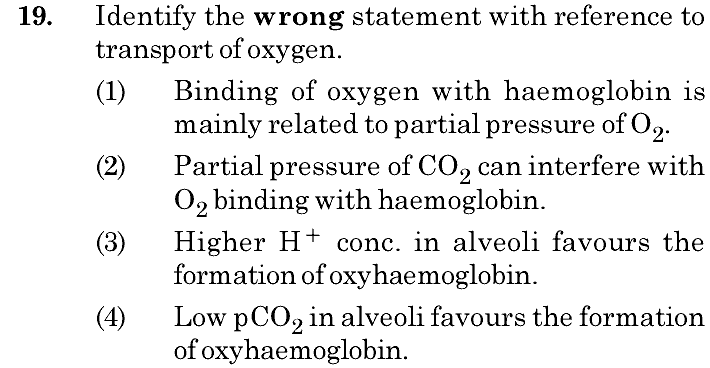 19. Identify the wrong statement with reference to
transport of oxygen.
(1) Binding of oxygen with haemoglobin is
mainly related to partial pressure of O₂.
(2) Partial pressure of CO₂ can interfere with
O₂ binding with haemoglobin.
(3) Higher H⁺ conc. in alveoli favours the
formation of oxyhaemoglobin.
(4) Low pCO₂ in alveoli favours the formation
of oxyhaemoglobin.